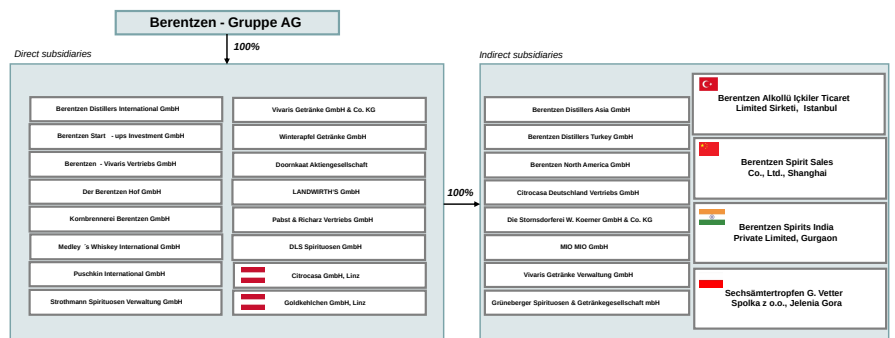 Berentzen - Gruppe AG
100%
Direct subsidiaries
Berentzen Distillers International GmbH
Berentzen Start - ups Investment GmbH
Berentzen - Vivaris Vertriebs GmbH
Der Berentzen Hof GmbH
Kornbrennerei Berentzen GmbH
Medley ´s Whiskey International GmbH
Puschkin International GmbH
Strothmann Spirituosen Verwaltung GmbH
Vivaris Getränke GmbH & Co. KG
Winterapfel Getränke GmbH
Doornkaat Aktiengesellschaft
LANDWIRTH'S GmbH
Pabst & Richarz Vertriebs GmbH
DLS Spirituosen GmbH
Citrocasa GmbH, Linz
Goldkehlchen GmbH, Linz
100%
Indirect subsidiaries
Berentzen Distillers Asia GmbH
Berentzen Distillers Turkey GmbH
Berentzen North America GmbH
Citrocasa Deutschland Vertriebs GmbH
Die Stornsdorferei W. Koerner GmbH & Co. KG
MIO MIO GmbH
Vivaris Getränke Verwaltung GmbH
Grüneberger Spirituosen & Getränkegesellschaft mbH
Berentzen Alkollü Içkiler Ticaret
Limited Sirketi, Istanbul
Berentzen Spirit Sales
Co., Ltd., Shanghai
Berentzen Spirits India
Private Limited, Gurgaon
Sechsämtertropfen G. Vetter
Spolka z o.o., Jelenia Gora